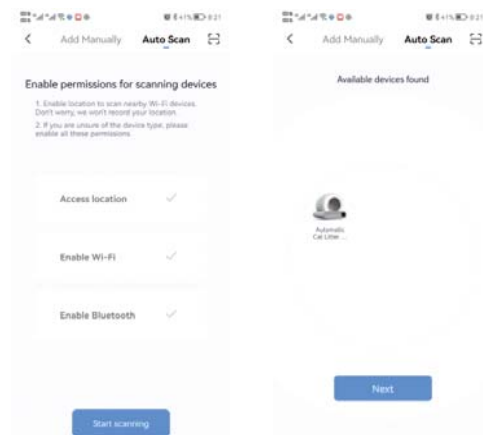 Add Manually Auto Scan
Enable permissions for scanning devices
1. Enable location to scan nearby Wi-Fi devices.
Don't worry, we won't record your location.
2. If you are unsure of the device type, please
enable all these permissions.
Access location
Enable Wi-Fi
Enable Bluetooth
Start scanning
Add Manually Auto Scan
Available devices found
Automatic
Cat Litter ...
Next